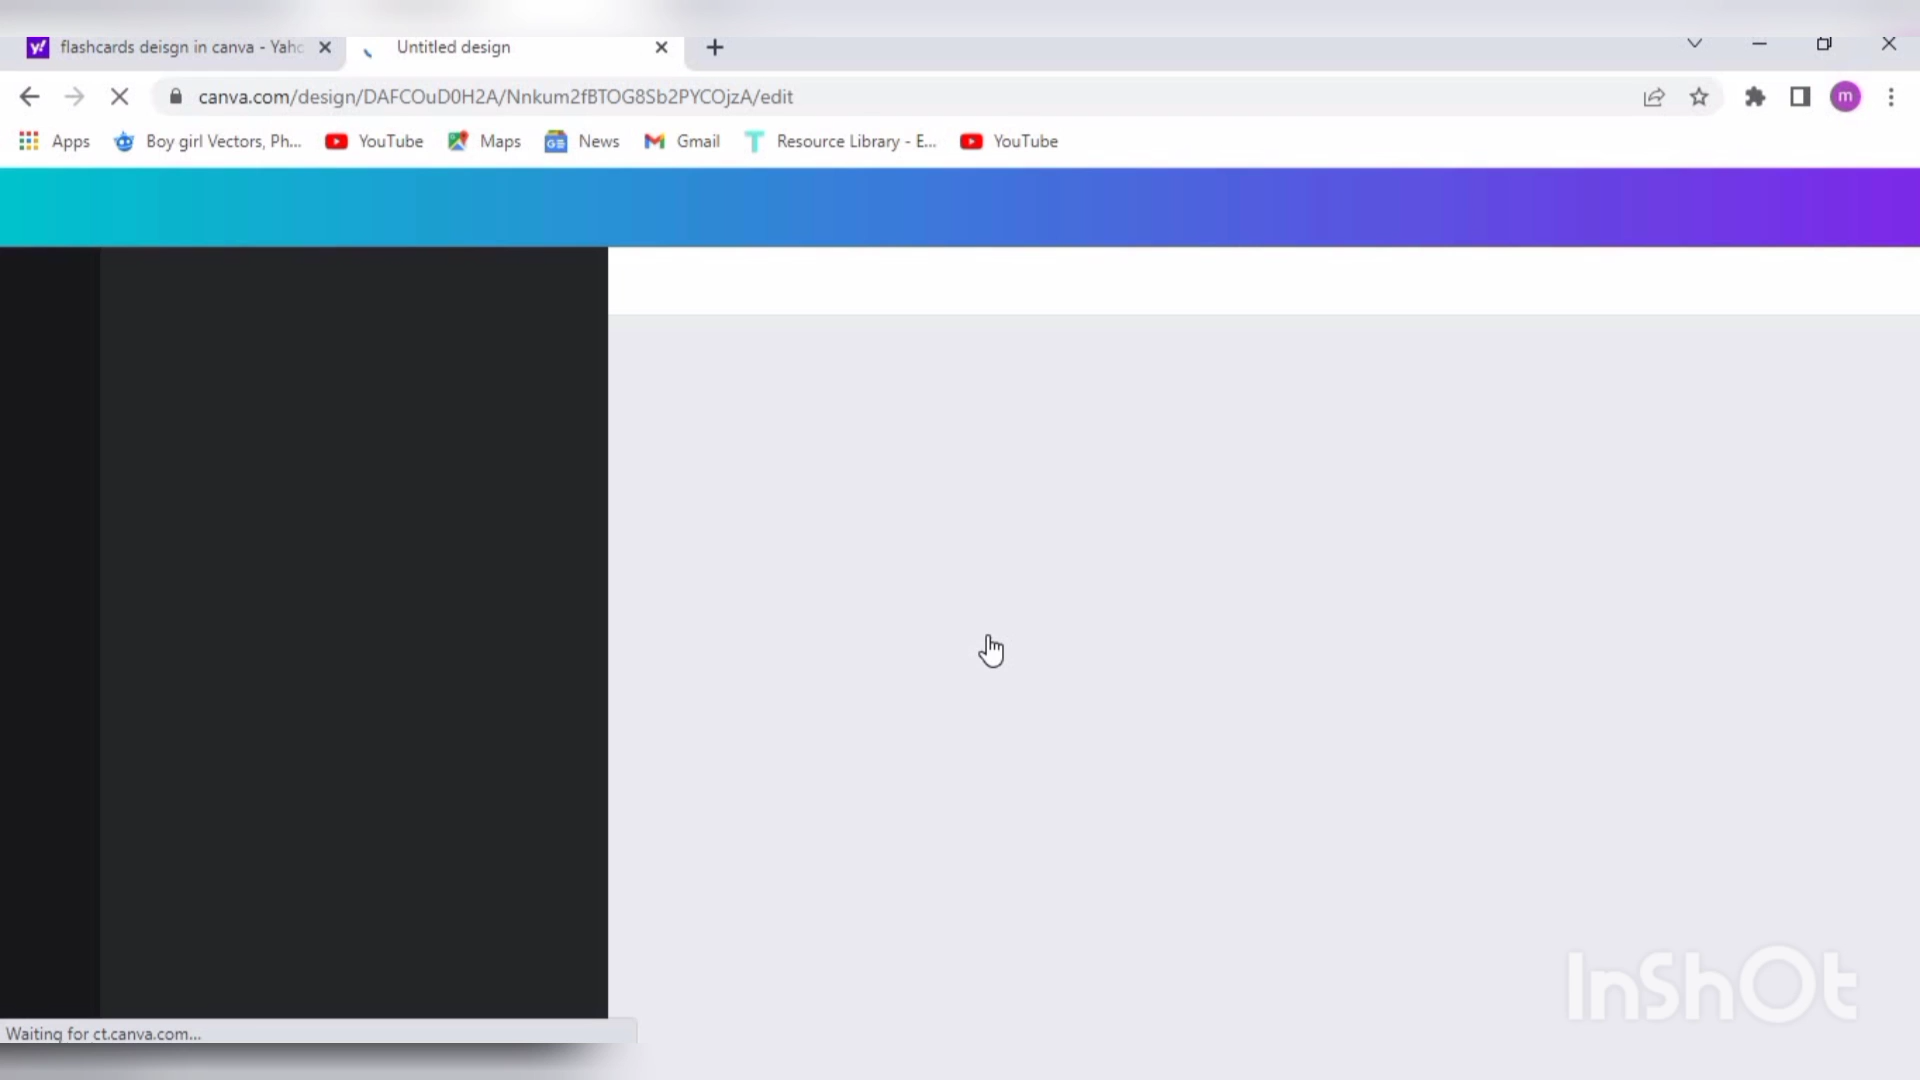 flashcards deisgn in canva - Yaho
Untitled design
canva.com/design/DAFCOuD0H2A/Nnkum2fBTOG8Sb2PYCOjzA/edit
m
Apps
Boy girl Vectors, Ph...
YouTube
Maps
News
Gmail
Resource Library - E...
YouTube
Waiting for ct.canva.com...
InShOt